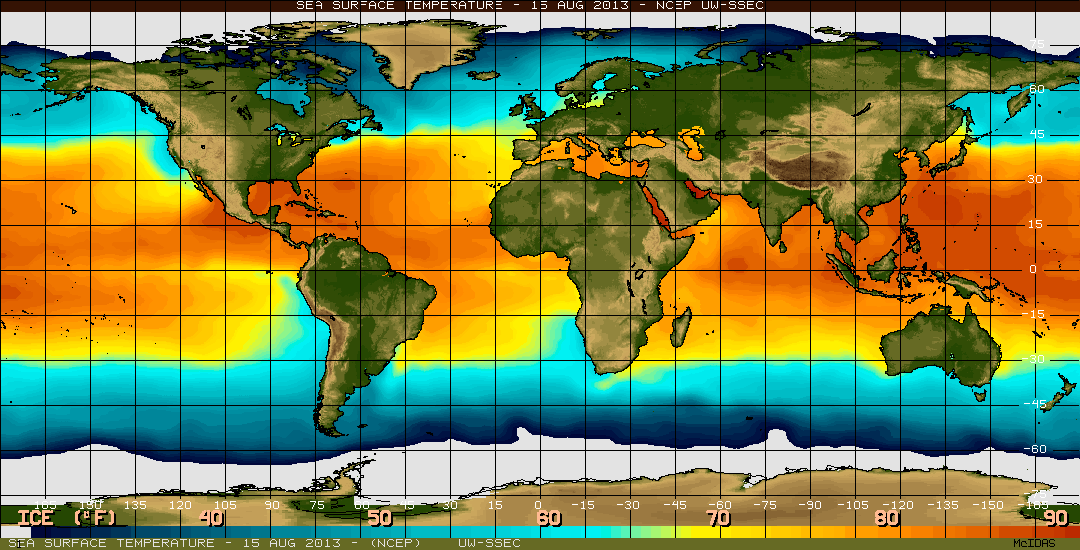 SEA SURFACE TEMPERATURE - 15 AUG 2013 - NCEP UW-SSEC
75
60
45
30
15
0
-15
-30
-45
-60
165 150 135 120 105 90 75 60 45 30 15 0 -15 -30 -45 -60 -75 -90 -105 -120 -135 -150 -165
ICE (°F) 40 50 60 70 80 90
SEA SURFACE TEMPERATURE - 15 AUG 2013 - (NCEP) UW-SSEC McIDAS